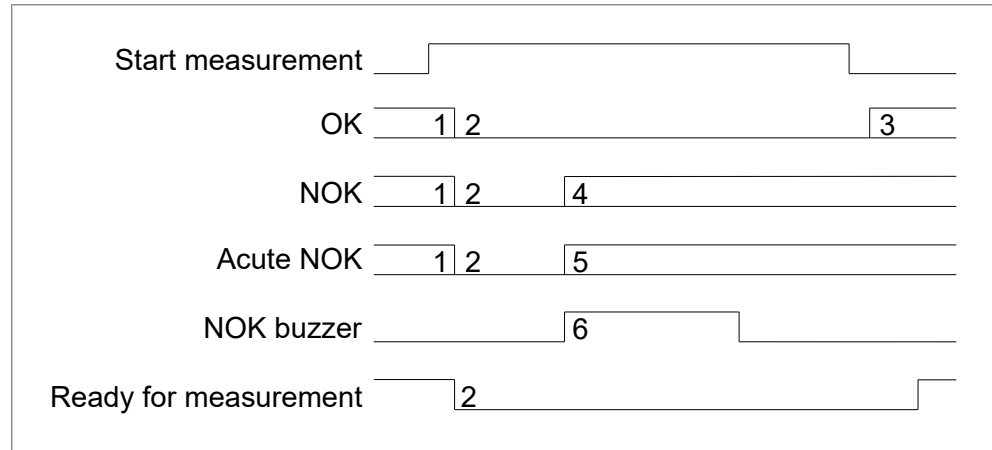 Start measurement
OK 1 2 3
NOK 1 2 4
Acute NOK 1 2 5
NOK buzzer 6
Ready for measurement 2